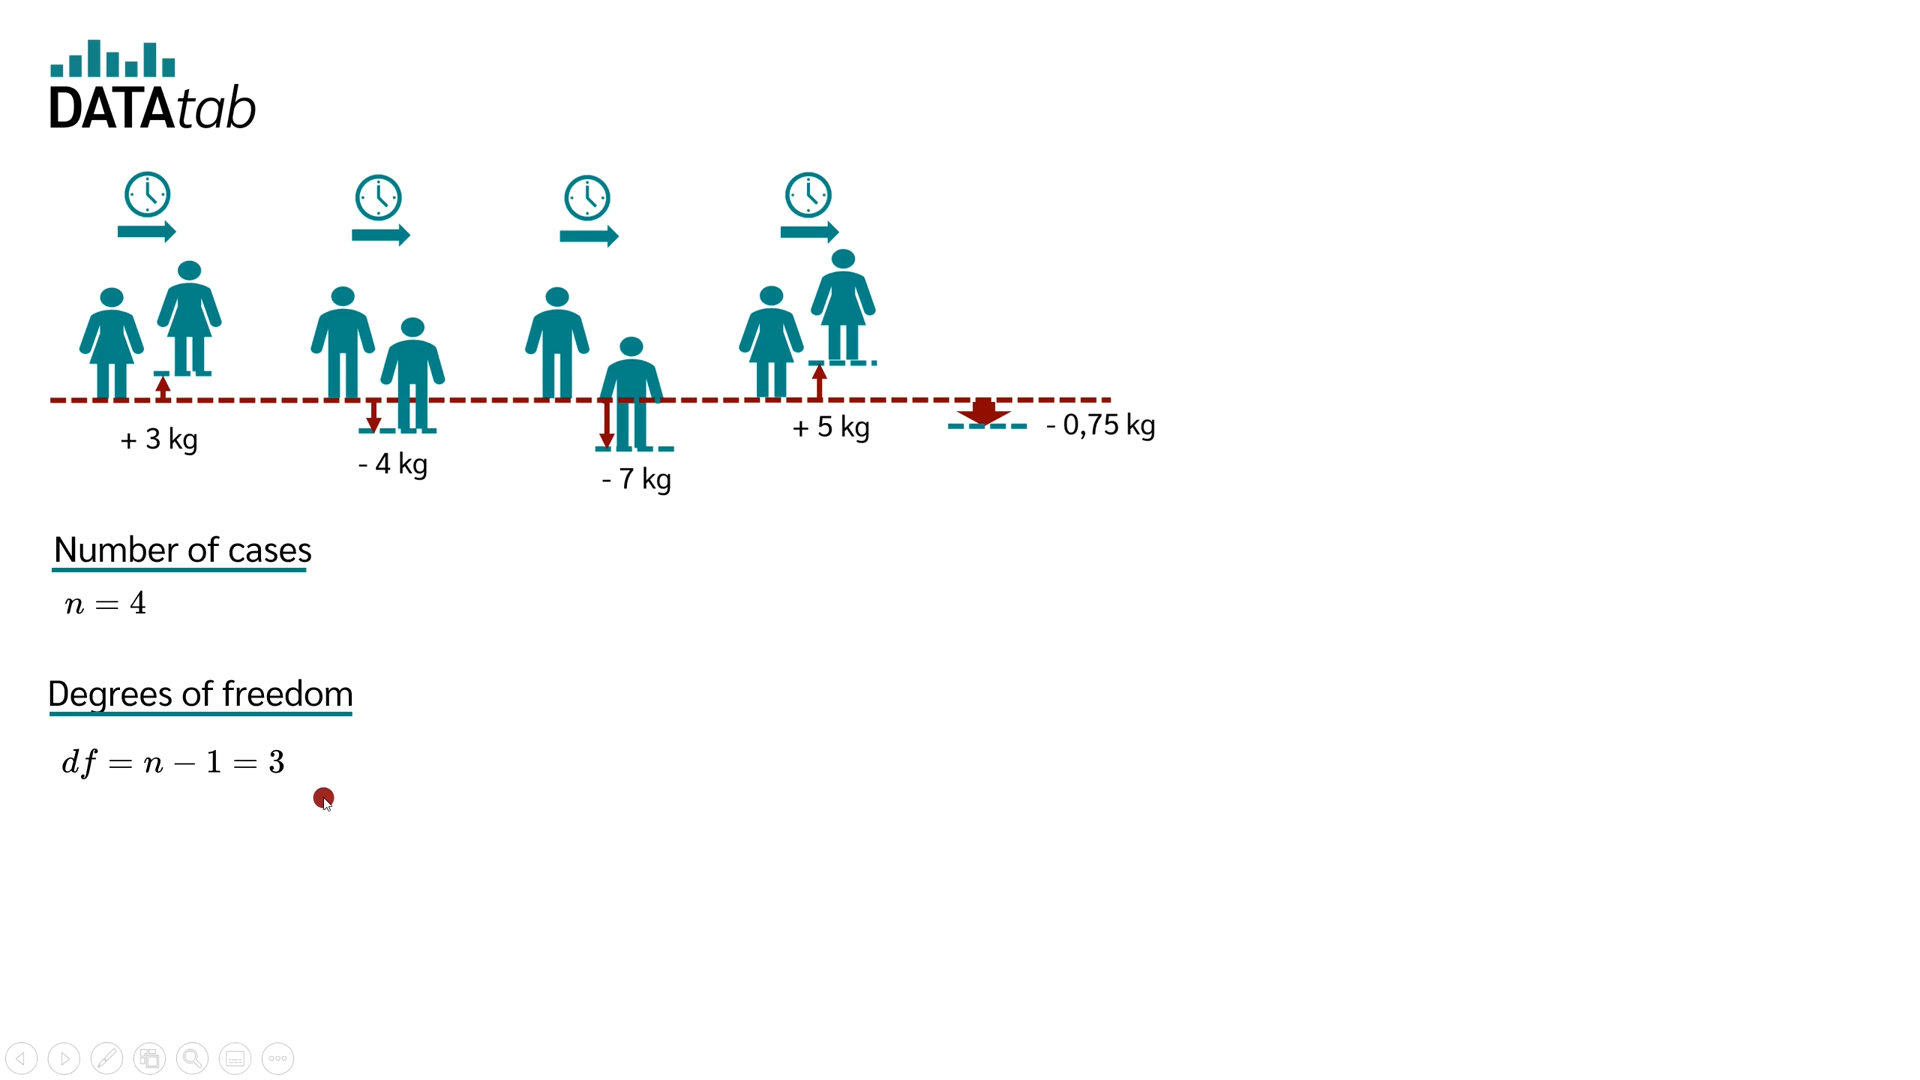 DATAtab
+ 3 kg
- 4 kg
- 7 kg
+ 5 kg
- 0,75 kg
Number of cases
n = 4
Degrees of freedom
df = n − 1 = 3